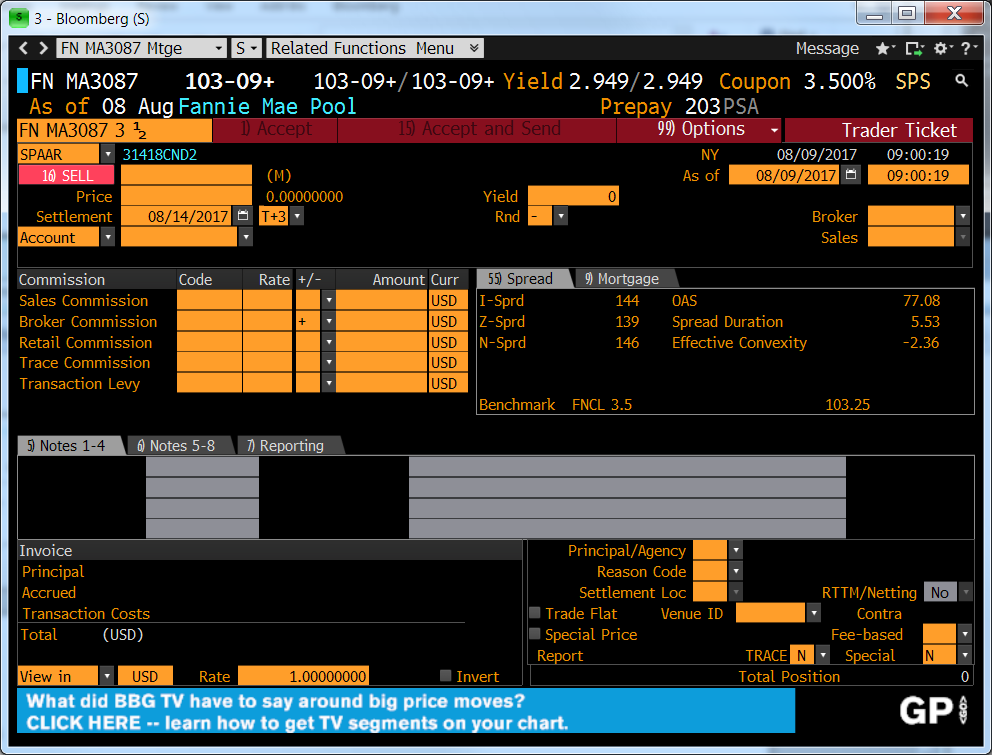 3 - Bloomberg (S)
FN MA3087 Mtge S Related Functions Menu Message ?
FN MA3087 103-09+ 103-09+/103-09+ Yield 2.949/2.949 Coupon 3.500% SPS
As of 08 Aug Fannie Mae Pool Prepay 203PSA
FN MA3087 3 ½ 1) Accept 15) Accept and Send 99) Options Trader Ticket
SPAAR 31418CND2 NY 08/09/2017 09:00:19
10) SELL (M) As of 08/09/2017 09:00:19
Price 0.00000000 Yield 0
Settlement 08/14/2017 T+3 Rnd - Broker
Account Sales
Commission Code Rate +/- Amount Curr 55) Spread 9) Mortgage
Sales Commission USD I-Sprd 144 OAS 77.08
Broker Commission + USD Z-Sprd 139 Spread Duration 5.53
Retail Commission USD N-Sprd 146 Effective Convexity -2.36
Trace Commission USD
Transaction Levy USD
Benchmark FNCL 3.5 103.25
5) Notes 1-4 6) Notes 5-8 7) Reporting
Invoice Principal/Agency
Principal Reason Code
Accrued Settlement Loc RTTM/Netting No
Transaction Costs Trade Flat Venue ID Contra
Total (USD) Special Price Fee-based
Report TRACE N Special N
View in USD Rate 1.00000000 Invert Total Position 0
What did BBG TV have to say around big price moves?
CLICK HERE -- learn how to get TV segments on your chart.
GP